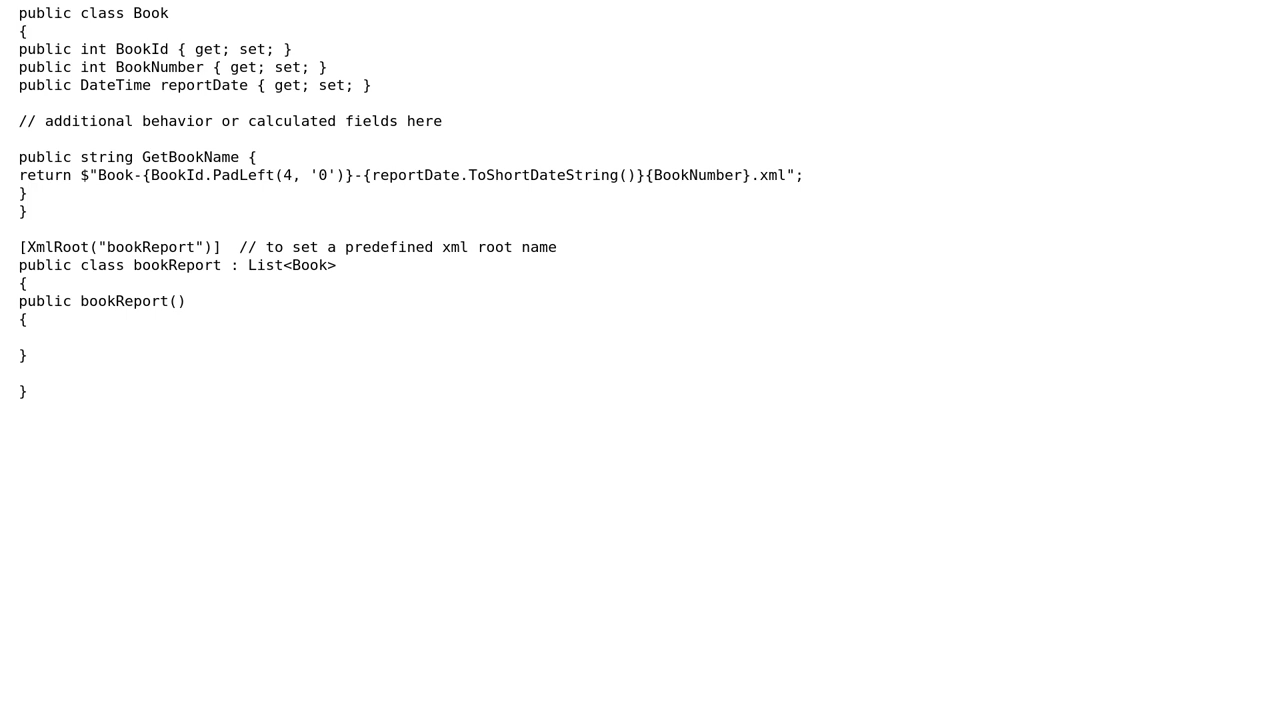 public class Book
{
public int BookId { get; set; }
public int BookNumber { get; set; }
public DateTime reportDate { get; set; }
// additional behavior or calculated fields here
public string GetBookName {
return $"Book-{BookId.PadLeft(4, '0')}-{reportDate.ToShortDateString()}{BookNumber}.xml";
}
}
[XmlRoot("bookReport")]  // to set a predefined xml root name
public class bookReport : List<Book>
{
public bookReport()
{
}
}